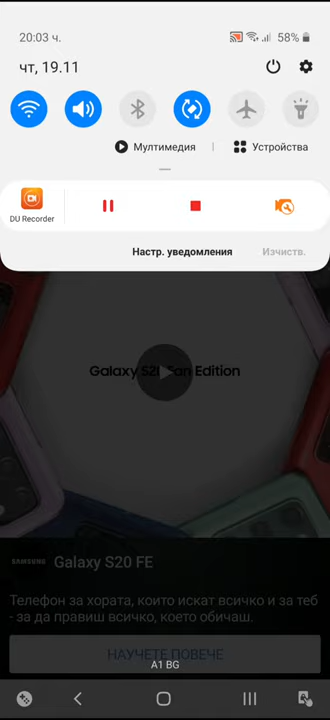 20:03 ч.
58%
чт, 19.11
Мултимедия
Устройства
DU Recorder
Настр. уведомления
Изчиств.
Galaxy S20 Fan Edition
SAMSUNG
Galaxy S20 FE
Телефон за хората, които искат всичко и за теб
- за да правиш всичко, което обичаш.
НАУЧЕТЕ ПОВЕЧЕ
A1 BG